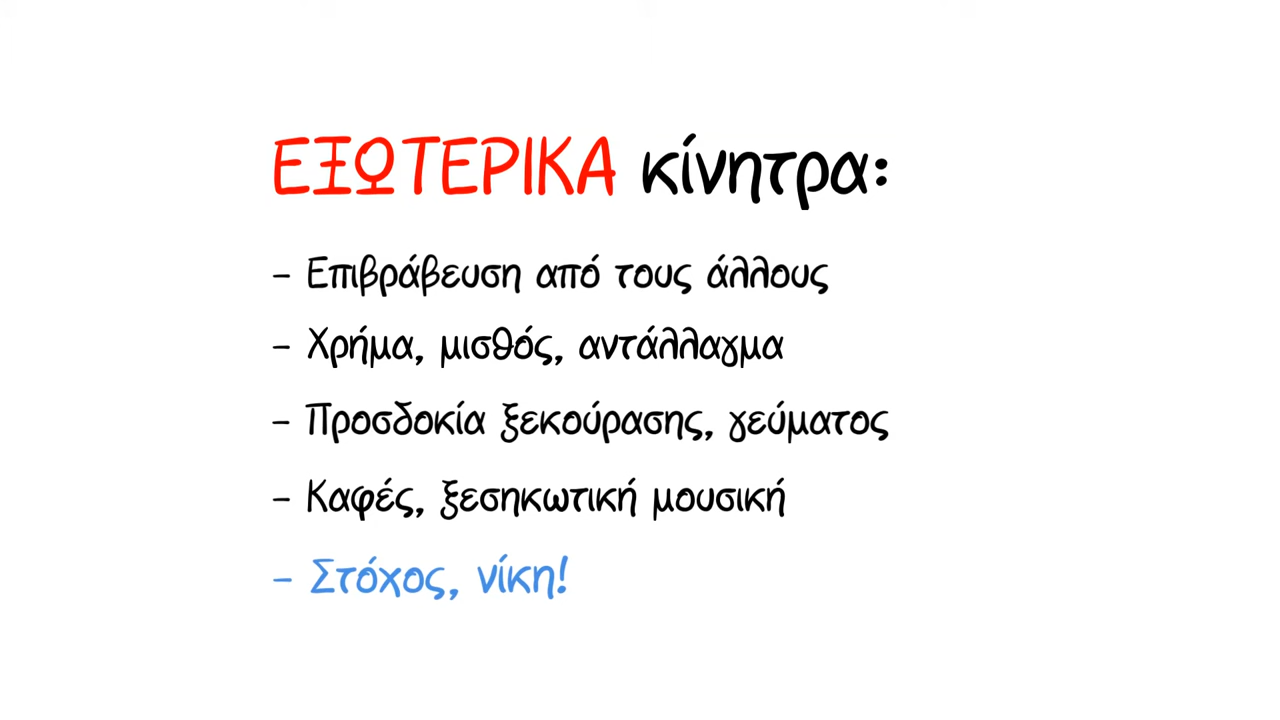 ΕΞΩΤΕΡΙΚΑ κίνητρα:
– Επιβράβευση από τους άλλους
– Χρήμα, μισθός, αντάλλαγμα
– Προσδοκία ξεκούρασης, γεύματος
– Καφές, ξεσηκωτική μουσική
– Στόχος, νίκη!